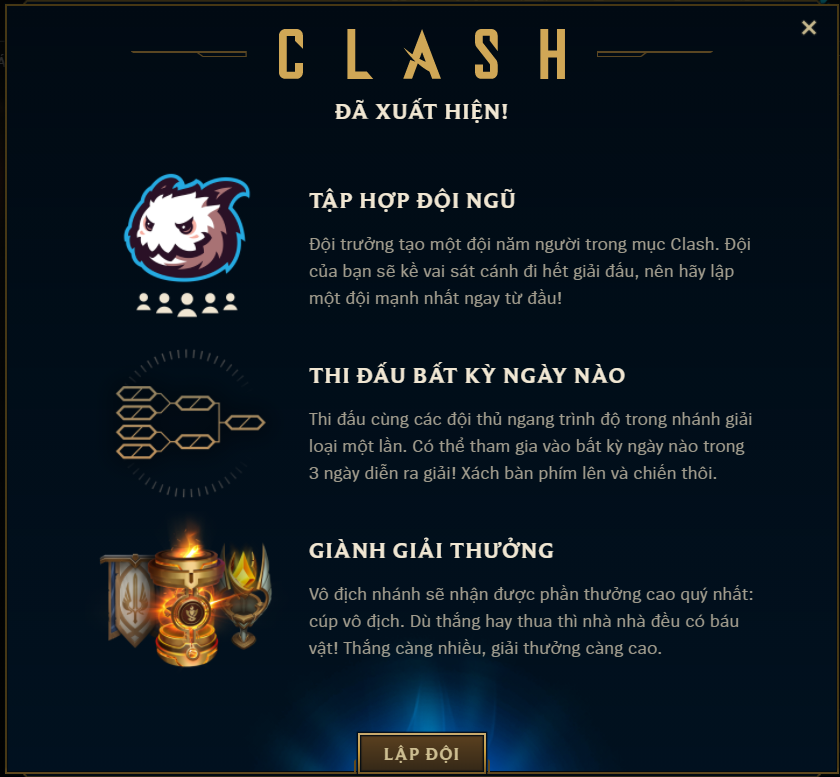 CLASH
ĐÃ XUẤT HIỆN!
TẬP HỢP ĐỘI NGŨ
Đội trưởng tạo một đội năm người trong mục Clash. Đội
của bạn sẽ kề vai sát cánh đi hết giải đấu, nên hãy lập
một đội mạnh nhất ngay từ đầu!
THI ĐẤU BẤT KỲ NGÀY NÀO
Thi đấu cùng các đội thủ ngang trình độ trong nhánh giải
loại một lần. Có thể tham gia vào bất kỳ ngày nào trong
3 ngày diễn ra giải! Xách bàn phím lên và chiến thôi.
GIÀNH GIẢI THƯỞNG
Vô địch nhánh sẽ nhận được phần thưởng cao quý nhất:
cúp vô địch. Dù thắng hay thua thì nhà nhà đều có báu
vật! Thắng càng nhiều, giải thưởng càng cao.
LẬP ĐỘI